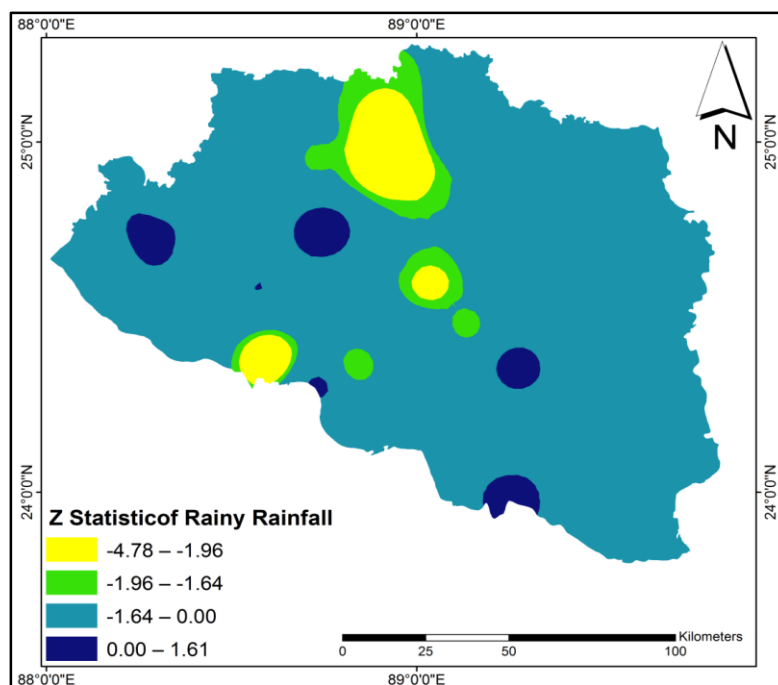 88°0'0"E
89°0'0"E
N
25°0'0"N
25°0'0"N
24°0'0"N
24°0'0"N
Z Statisticof Rainy Rainfall
-4.78 – -1.96
-1.96 – -1.64
-1.64 – 0.00
0.00 – 1.61
Kilometers
0 25 50 100
88°0'0"E
89°0'0"E